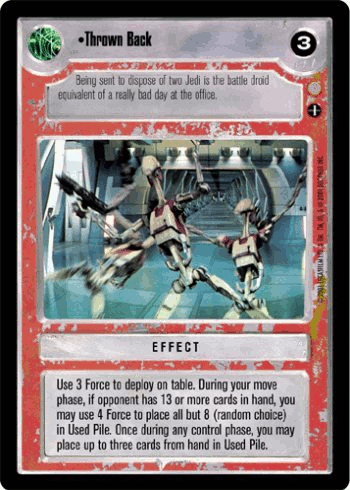 •Thrown Back
3
Being sent to dispose of two Jedi is the battle droid
equivalent of a really bad day at the office.
EFFECT
Use 3 Force to deploy on table. During your move
phase, if opponent has 13 or more cards in hand, you
may use 4 Force to place all but 8 (random choice)
in Used Pile. Once during any control phase, you may
place up to three cards from hand in Used Pile.